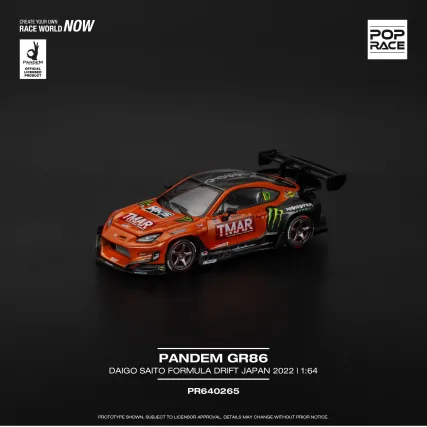 CREATE YOUR OWN
RACE WORLD NOW
POP
RACE
PANDEM
OFFICIAL
LICENSED
PRODUCT
TMAR
PANDEM GR86
DAIGO SAITO FORMULA DRIFT JAPAN 2022 | 1:64
PR640265
PROTOTYPE SHOWN, SUBJECT TO LICENSOR APPROVAL. DETAILS MAY CHANGE WITHOUT PRIOR NOTICE.